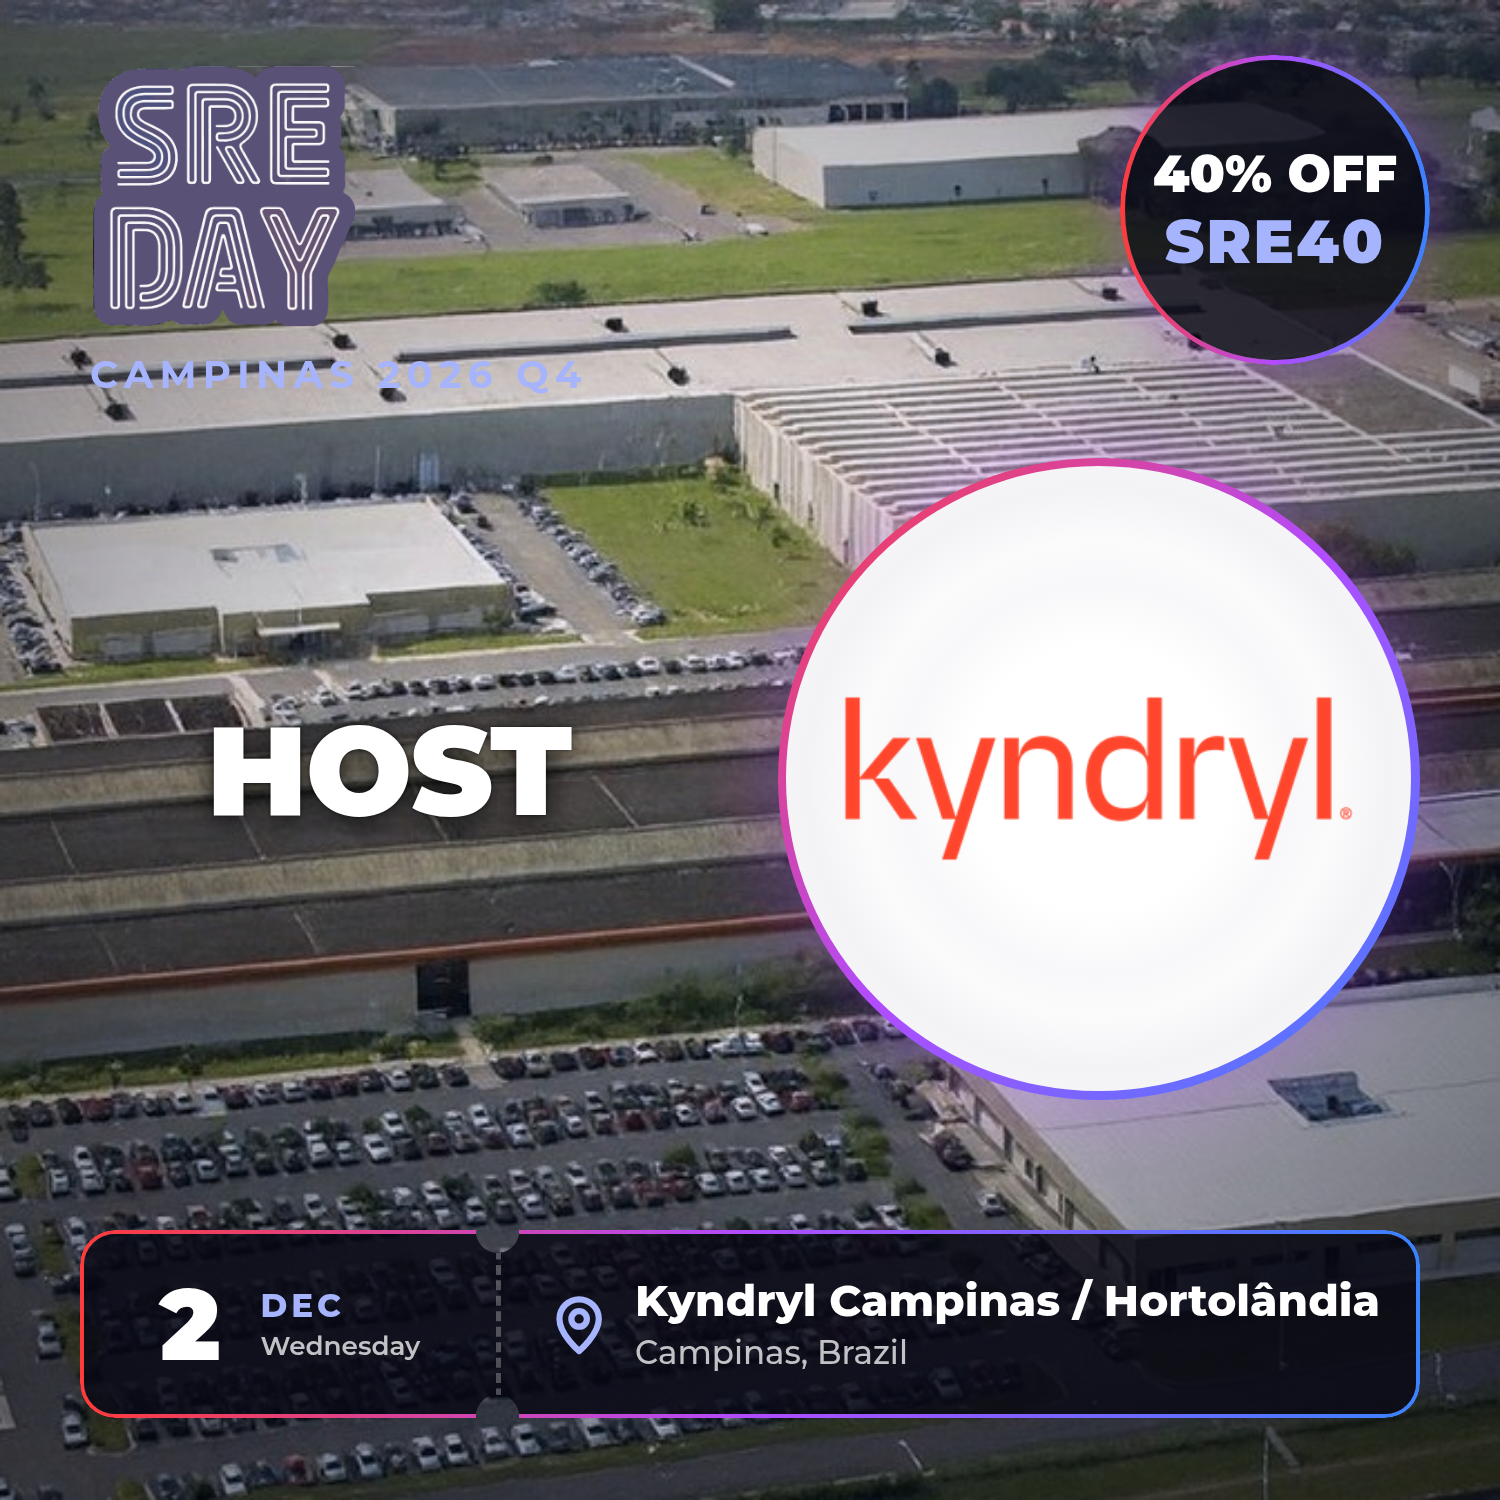 SRE
DAY
CAMPINAS 2026 Q4
40% OFF
SRE40
HOST
kyndryl®
2
DEC
Wednesday
Kyndryl Campinas / Hortolândia
Campinas, Brazil